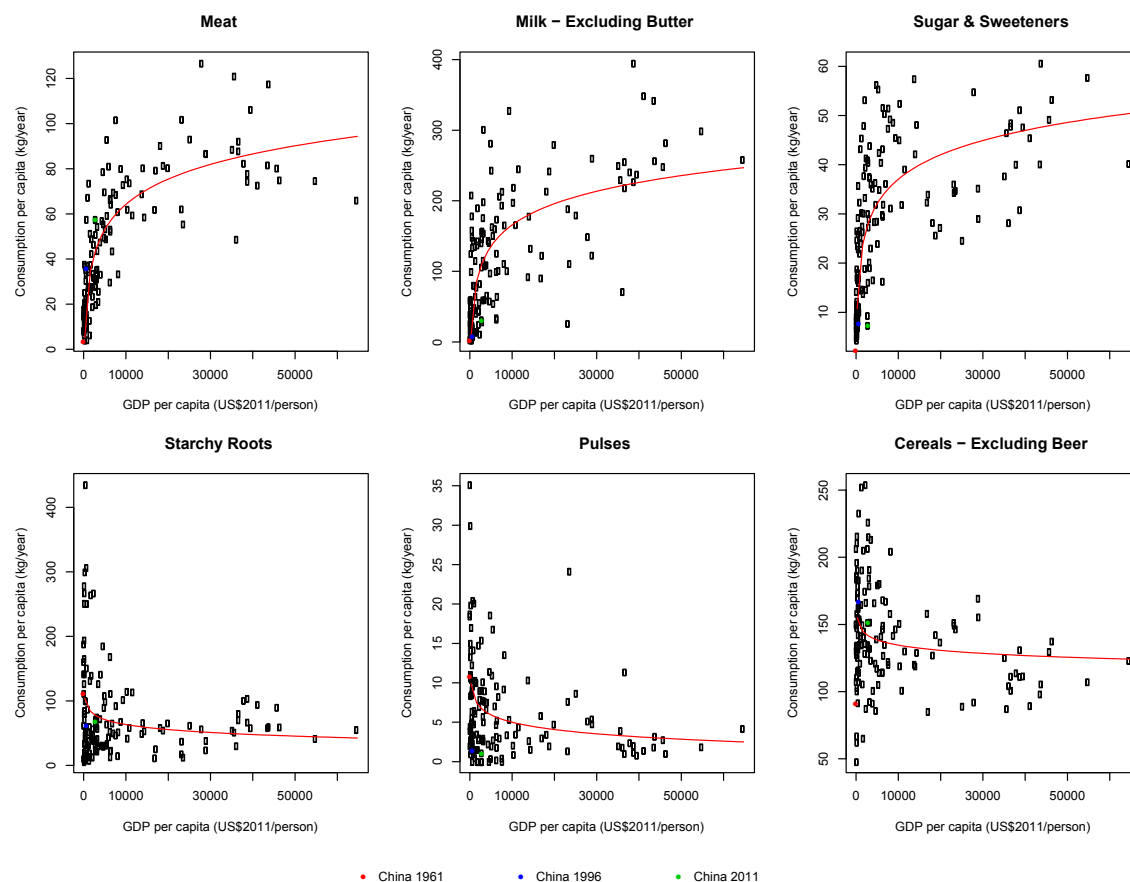 Meat
Milk − Excluding Butter
Sugar & Sweeteners
Consumption per capita (kg/year)
0 20 40 60 80 100 120
0 10000 30000 50000
GDP per capita (US$2011/person)
Consumption per capita (kg/year)
0 100 200 300 400
0 10000 30000 50000
GDP per capita (US$2011/person)
Consumption per capita (kg/year)
10 20 30 40 50 60
0 10000 30000 50000
GDP per capita (US$2011/person)
Starchy Roots
Pulses
Cereals − Excluding Beer
Consumption per capita (kg/year)
0 100 200 300 400
0 10000 30000 50000
GDP per capita (US$2011/person)
Consumption per capita (kg/year)
0 5 10 15 20 25 30 35
0 10000 30000 50000
GDP per capita (US$2011/person)
Consumption per capita (kg/year)
50 100 150 200 250
0 10000 30000 50000
GDP per capita (US$2011/person)
China 1961
China 1996
China 2011